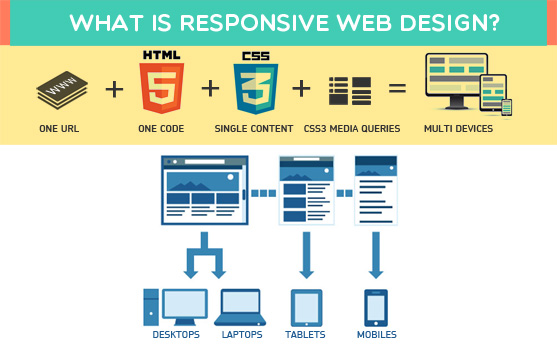 WHAT IS RESPONSIVE WEB DESIGN?
WWW
HTML
5
CSS
3
+ + + =
ONE URL ONE CODE SINGLE CONTENT CSS3 MEDIA QUERIES MULTI DEVICES
DESKTOPS LAPTOPS TABLETS MOBILES